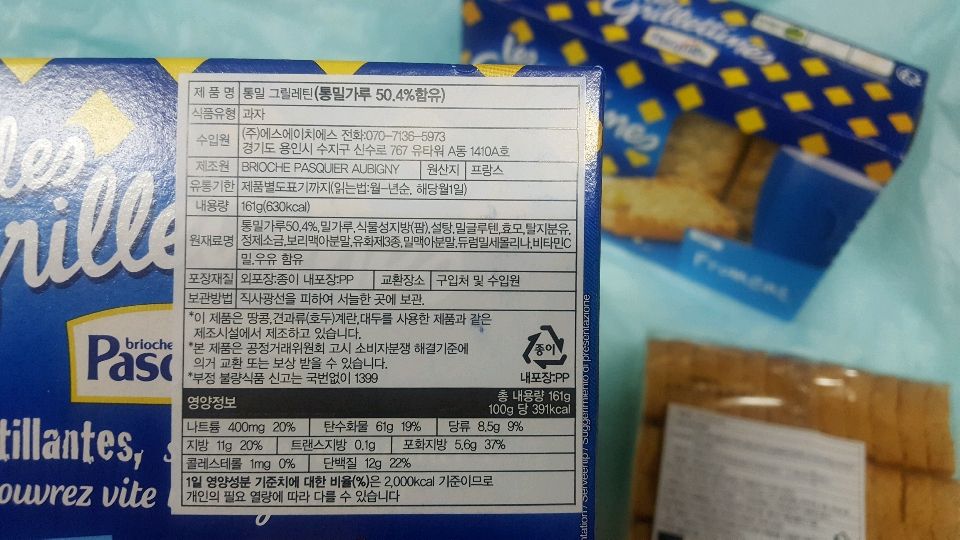 제 품 명 통밀 그릴레틴(통밀가루 50.4%함유)
식품유형 과자
수입원 (주)에스에이치에스 전화:070-7136-5973
경기도 용인시 수지구 신수로 767 유타워 A동 1410A호
제조원 BRIOCHE PASQUIER AUBIGNY 원산지 프랑스
유통기한 제품별도표기까지(읽는법:월-년순, 해당월1일)
내용량 161g(630kcal)
원재료명 통밀가루50.4%,밀가루,식물성지방(팜),설탕,밀글루텐,효모,탈지분유,
정제소금,보리맥아분말,유화제3종,밀맥아분말,듀럼밀세몰리나,비타민C
밀,우유 함유
포장재질 외포장:종이 내포장:PP 교환장소 구입처 및 수입원
보관방법 직사광선을 피하여 서늘한 곳에 보관.
*이 제품은 땅콩,견과류(호두)계란,대두를 사용한 제품과 같은
제조시설에서 제조하고 있습니다.
*본 제품은 공정거래위원회 고시 소비자분쟁 해결기준에
의거 교환 또는 보상 받을 수 있습니다.
*부정 불량식품 신고는 국번없이 1399
종이
내포장:PP
영양정보 총 내용량 161g
100g 당 391kcal
나트륨 400mg 20% 탄수화물 61g 19% 당류 8.5g 9%
지방 11g 20% 트랜스지방 0.1g 포화지방 5.6g 37%
콜레스테롤 1mg 0% 단백질 12g 22%
1일 영양성분 기준치에 대한 비율(%)은 2,000kcal 기준이므로
개인의 필요 열량에 따라 다를 수 있습니다
les
rille
brioche
Pasq
tillantes,
ouvrez vite
suggerimento di presentazione
Grillettines
Froment